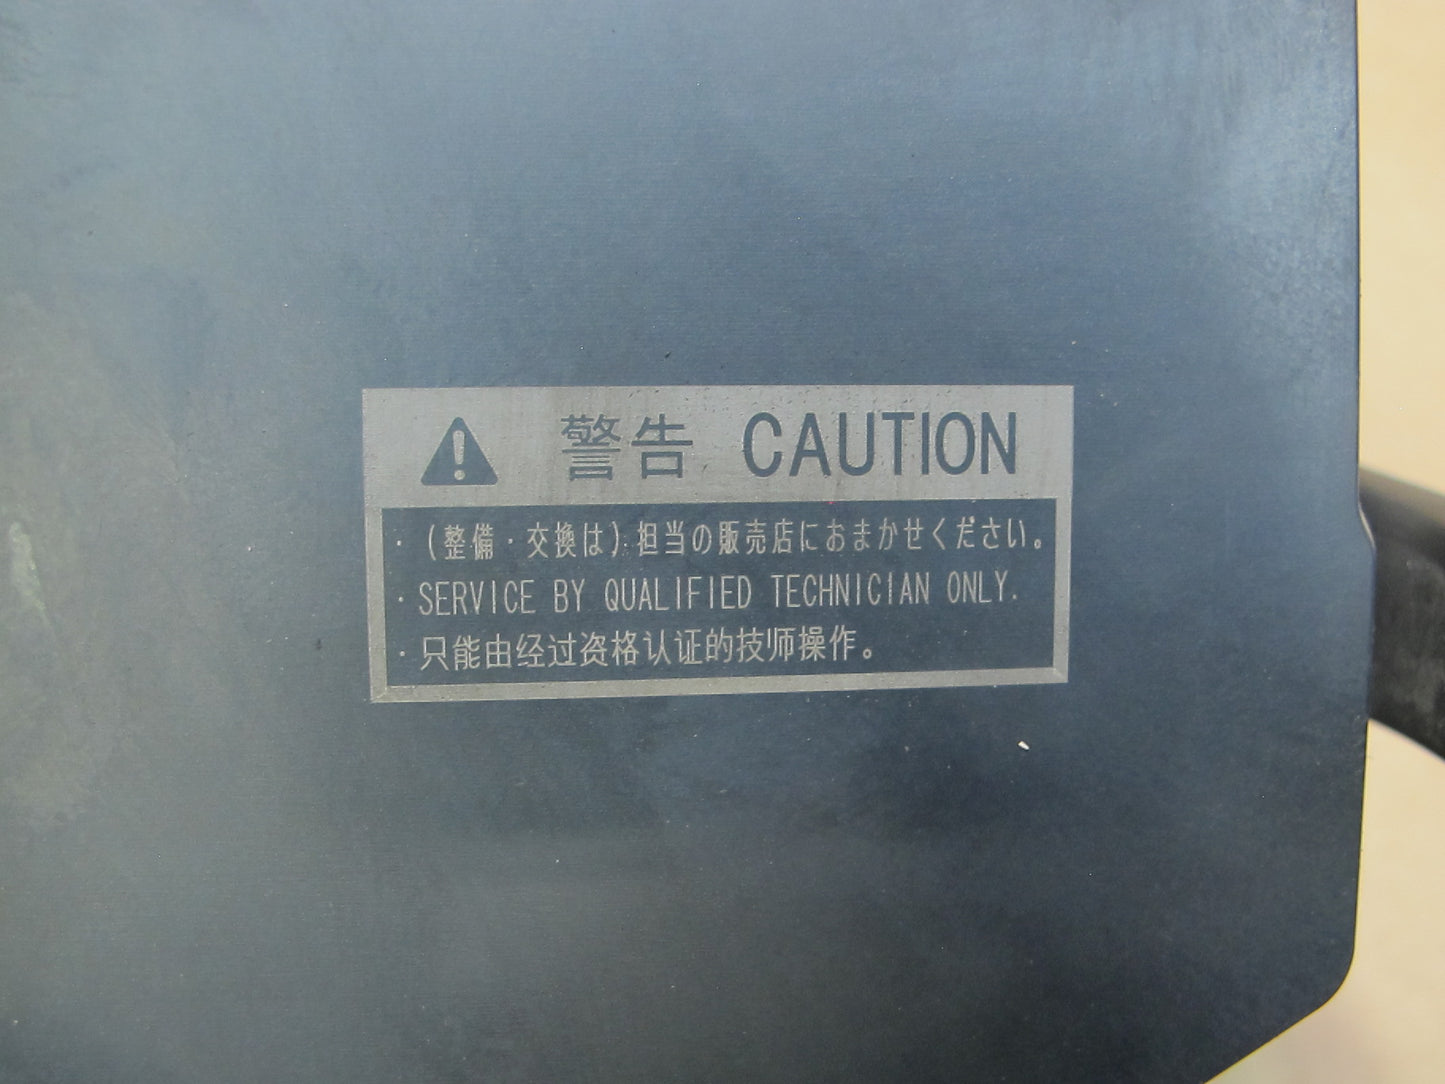 警告 CAUTION
・(整備・交換は)担当の販売店におまかせください。
・SERVICE BY QUALIFIED TECHNICIAN ONLY.
・只能由经过资格认证的技师操作。